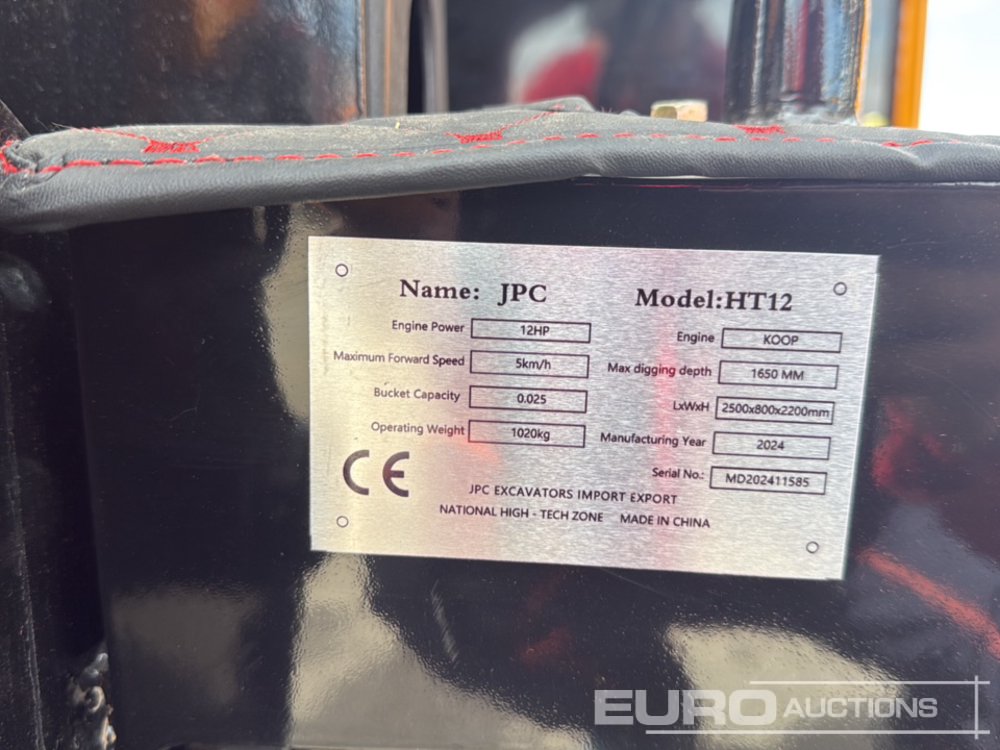 Name: JPC
Model:HT12
Engine Power 12HP
Engine KOOP
Maximum Forward Speed 5km/h
Max digging depth 1650 MM
Bucket Capacity 0.025
LxWxH 2500x800x2200mm
Operating Weight 1020kg
Manufacturing Year 2024
Serial No.: MD202411585
CE
JPC EXCAVATORS IMPORT EXPORT
NATIONAL HIGH - TECH ZONE MADE IN CHINA
EURO AUCTIONS